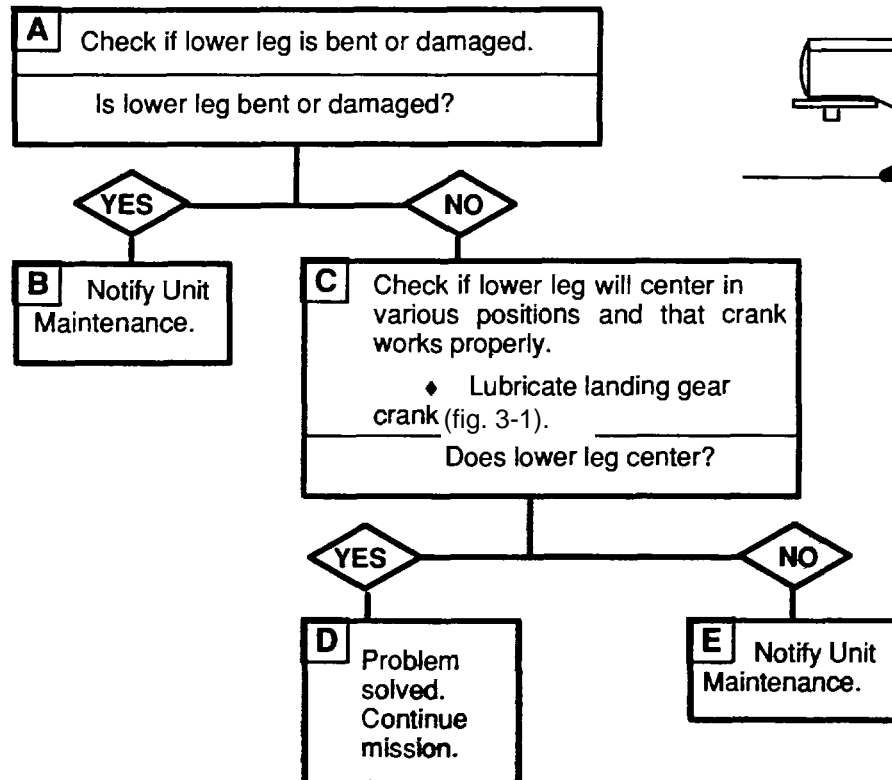 A Check if lower leg is bent or damaged.
Is lower leg bent or damaged?
YES
NO
B Notify Unit
Maintenance.
C Check if lower leg will center in
various positions and that crank
works properly.
♦ Lubricate landing gear
crank (fig. 3-1).
Does lower leg center?
YES
NO
D Problem
solved.
Continue
mission.
E Notify Unit
Maintenance.